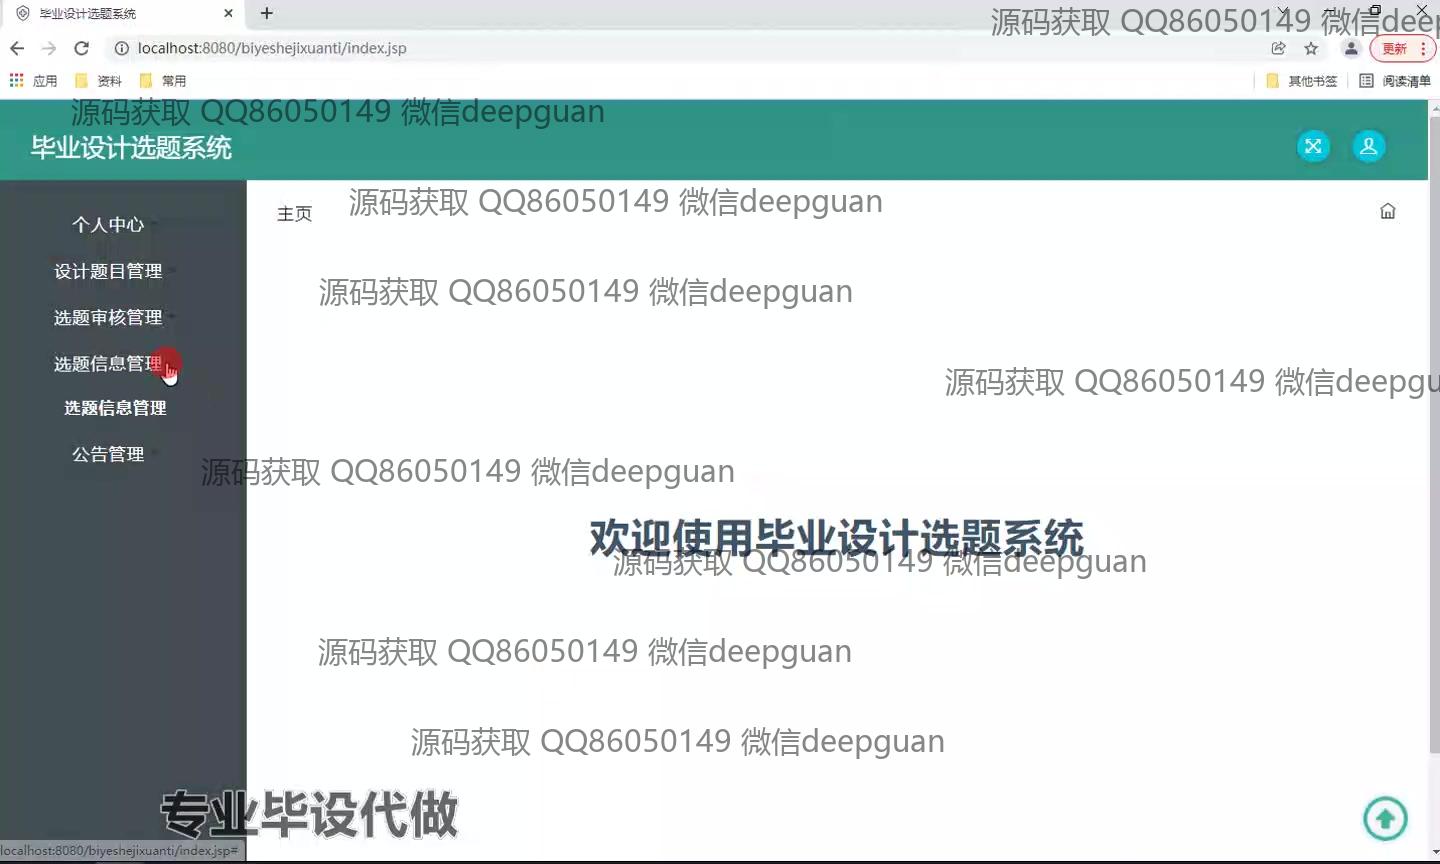 毕业设计选题系统
源码获取 QQ86050149 微信deep
localhost:8080/biyeshejixuanti/index.jsp
更新
应用 资料 常用 其他书签 阅读清单
源码获取 QQ86050149 微信deepguan
毕业设计选题系统
个人中心
设计题目管理
选题审核管理
选题信息管理
选题信息管理
公告管理
主页
源码获取 QQ86050149 微信deepguan
源码获取 QQ86050149 微信deepguan
源码获取 QQ86050149 微信deepgu
源码获取 QQ86050149 微信deepguan
欢迎使用毕业设计选题系统
源码获取 QQ86050149 微信deepguan
源码获取 QQ86050149 微信deepguan
源码获取 QQ86050149 微信deepguan
专业毕设代做
localhost:8080/biyeshejixuanti/index.jsp#